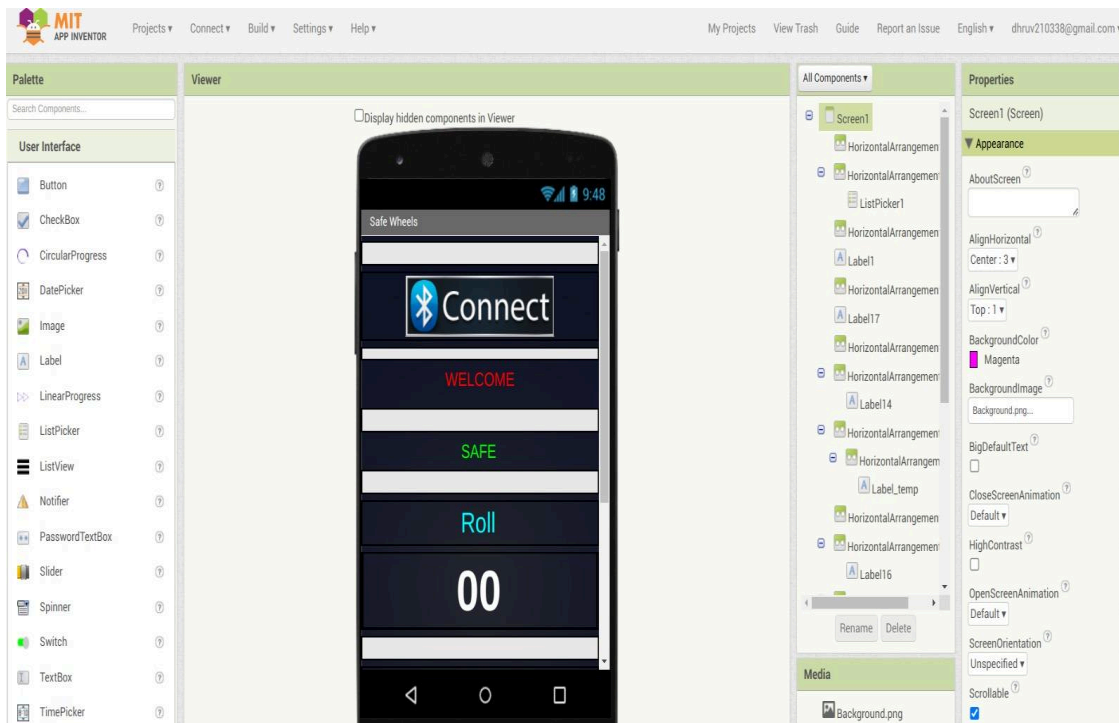 MIT
APP INVENTOR
Projects ▾ Connect ▾ Build ▾ Settings ▾ Help ▾
My Projects View Trash Guide Report an Issue English ▾ dhruv210338@gmail.com
Palette
Search Components...
User Interface
Button
CheckBox
CircularProgress
DatePicker
Image
Label
LinearProgress
ListPicker
ListView
Notifier
PasswordTextBox
Slider
Spinner
Switch
TextBox
TimePicker
Viewer
Display hidden components in Viewer
9:48
Safe Wheels
Connect
WELCOME
SAFE
Roll
00
All Components ▾
Screen1
HorizontalArrangemen
HorizontalArrangement
ListPicker1
HorizontalArrangemen
Label1
HorizontalArrangemen
Label17
HorizontalArrangemen
HorizontalArrangement
Label14
HorizontalArrangement
HorizontalArrangem
Label_temp
HorizontalArrangemen
HorizontalArrangement
Label16
Rename Delete
Media
Background.png
Properties
Screen1 (Screen)
Appearance
AboutScreen
AlignHorizontal
Center : 3 ▾
AlignVertical
Top : 1 ▾
BackgroundColor
Magenta
BackgroundImage
Background.png...
BigDefaultText
CloseScreenAnimation
Default ▾
HighContrast
OpenScreenAnimation
Default ▾
ScreenOrientation
Unspecified ▾
Scrollable